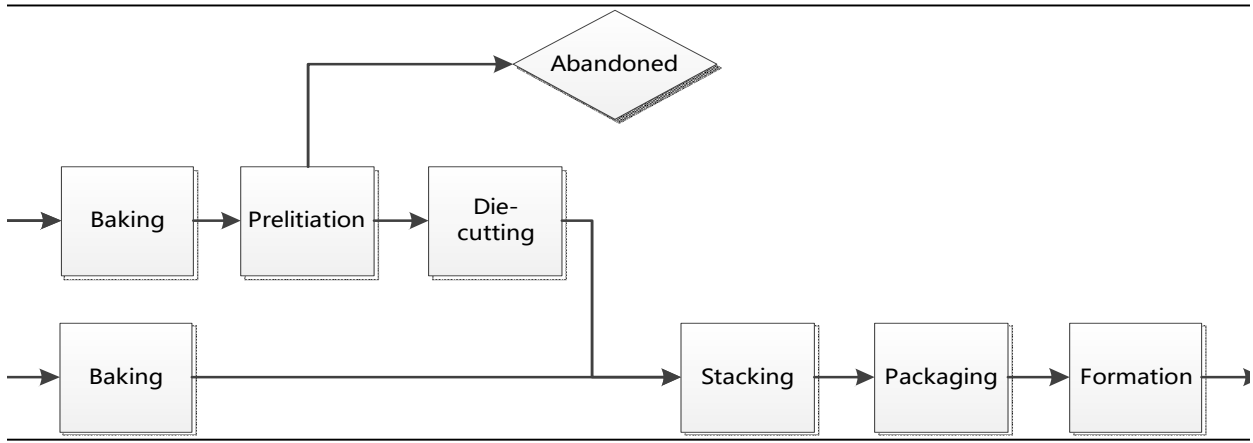 Abandoned
Baking
Prelitiation
Die-
cutting
Baking
Stacking
Packaging
Formation